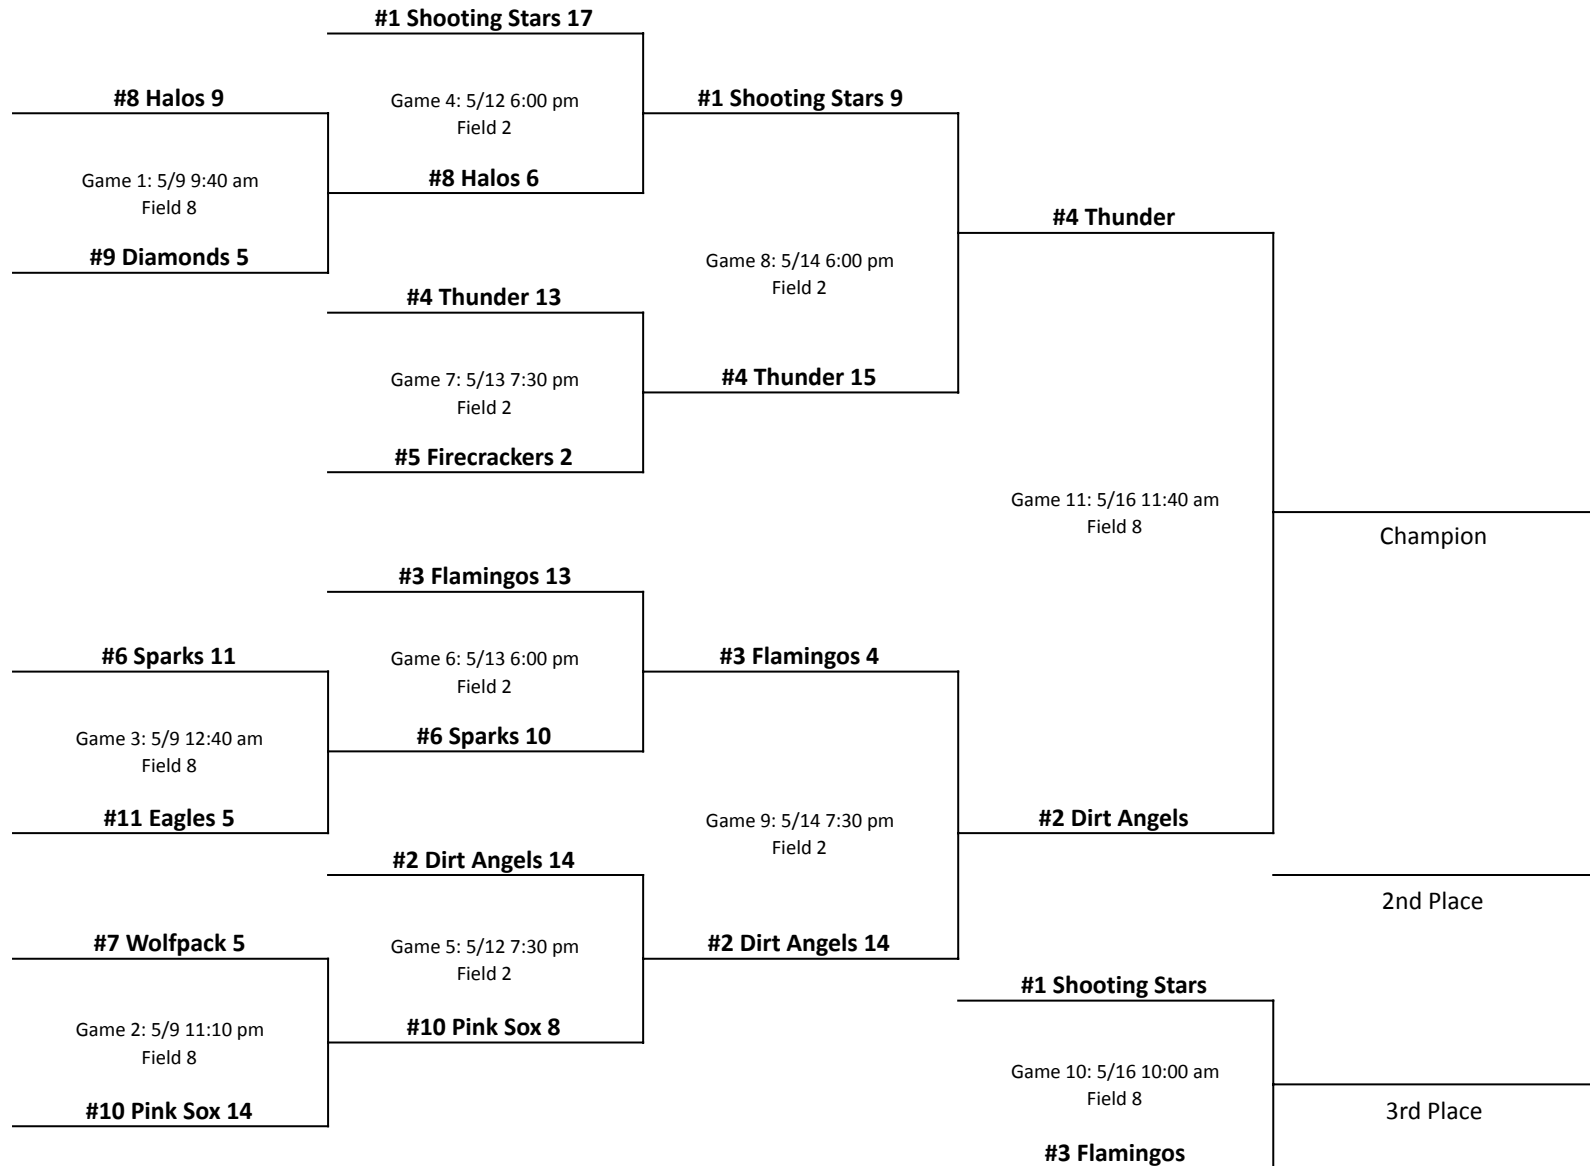 #1 Shooting Stars 17
#8 Halos 9
Game 4: 5/12 6:00 pm
Field 2
#1 Shooting Stars 9
Game 1: 5/9 9:40 am
Field 8
#8 Halos 6
#4 Thunder
#9 Diamonds 5
Game 8: 5/14 6:00 pm
Field 2
#4 Thunder 13
Game 7: 5/13 7:30 pm
Field 2
#4 Thunder 15
#5 Firecrackers 2
Game 11: 5/16 11:40 am
Field 8
Champion
#3 Flamingos 13
#6 Sparks 11
Game 6: 5/13 6:00 pm
Field 2
#3 Flamingos 4
Game 3: 5/9 12:40 am
Field 8
#6 Sparks 10
#11 Eagles 5
Game 9: 5/14 7:30 pm
Field 2
#2 Dirt Angels
#2 Dirt Angels 14
2nd Place
#7 Wolfpack 5
Game 5: 5/12 7:30 pm
Field 2
#2 Dirt Angels 14
#1 Shooting Stars
Game 2: 5/9 11:10 pm
Field 8
#10 Pink Sox 8
Game 10: 5/16 10:00 am
Field 8
#10 Pink Sox 14
3rd Place
#3 Flamingos